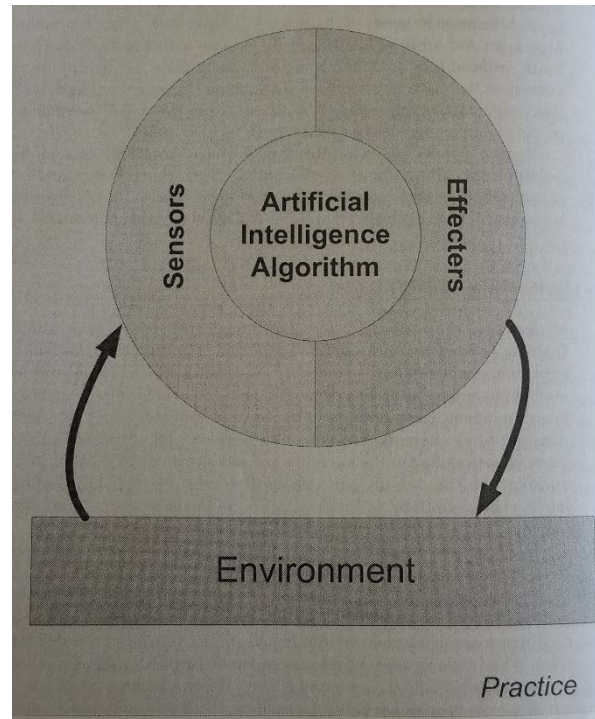 Sensors
Artificial
Intelligence
Algorithm
Effecters
Environment
Practice